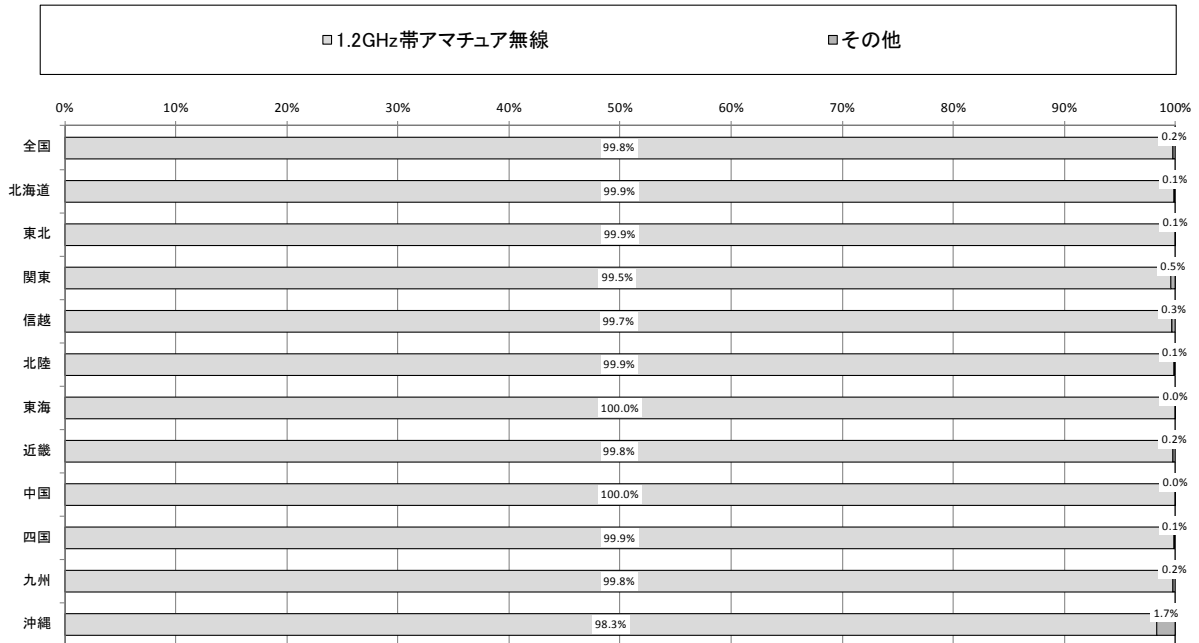 1.2GHz帯アマチュア無線 その他
0% 10% 20% 30% 40% 50% 60% 70% 80% 90% 100%
全国 99.8% 0.2%
北海道 99.9% 0.1%
東北 99.9% 0.1%
関東 99.5% 0.5%
信越 99.7% 0.3%
北陸 99.9% 0.1%
東海 100.0% 0.0%
近畿 99.8% 0.2%
中国 100.0% 0.0%
四国 99.9% 0.1%
九州 99.8% 0.2%
沖縄 98.3% 1.7%